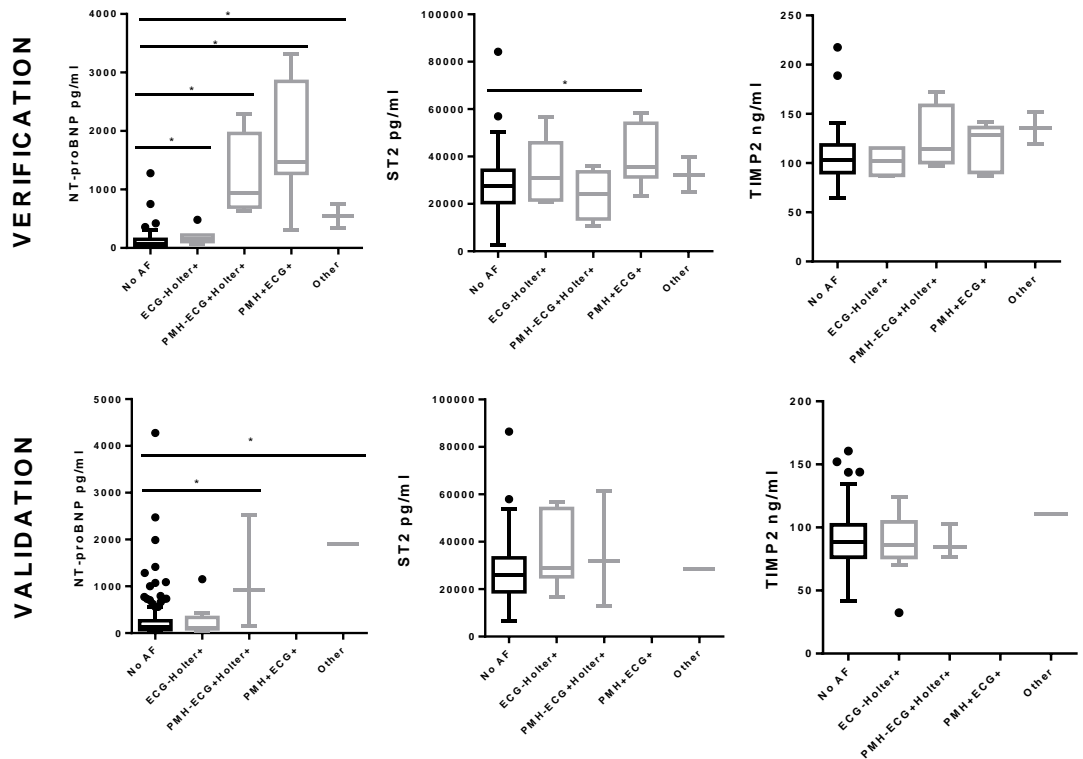 VERIFICATION
NT-proBNP pg/ml
4000
3000
2000
1000
0
*
*
*
*
No AF
ECG-Holter+
PMH-ECG+Holter+
PMH+ECG+
Other
ST2 pg/ml
100000
80000
60000
40000
20000
0
*
No AF
ECG-Holter+
PMH-ECG+Holter+
PMH+ECG+
Other
TIMP2 ng/ml
250
200
150
100
50
0
No AF
ECG-Holter+
PMH-ECG+Holter+
PMH+ECG+
Other
VALIDATION
NT-proBNP pg/ml
5000
4000
3000
2000
1000
0
*
*
No AF
ECG-Holter+
PMH-ECG+Holter+
PMH+ECG+
Other
ST2 pg/ml
100000
80000
60000
40000
20000
0
No AF
ECG-Holter+
PMH-ECG+Holter+
PMH+ECG+
Other
TIMP2 ng/ml
200
150
100
50
0
No AF
ECG-Holter+
PMH-ECG+Holter+
PMH+ECG+
Other